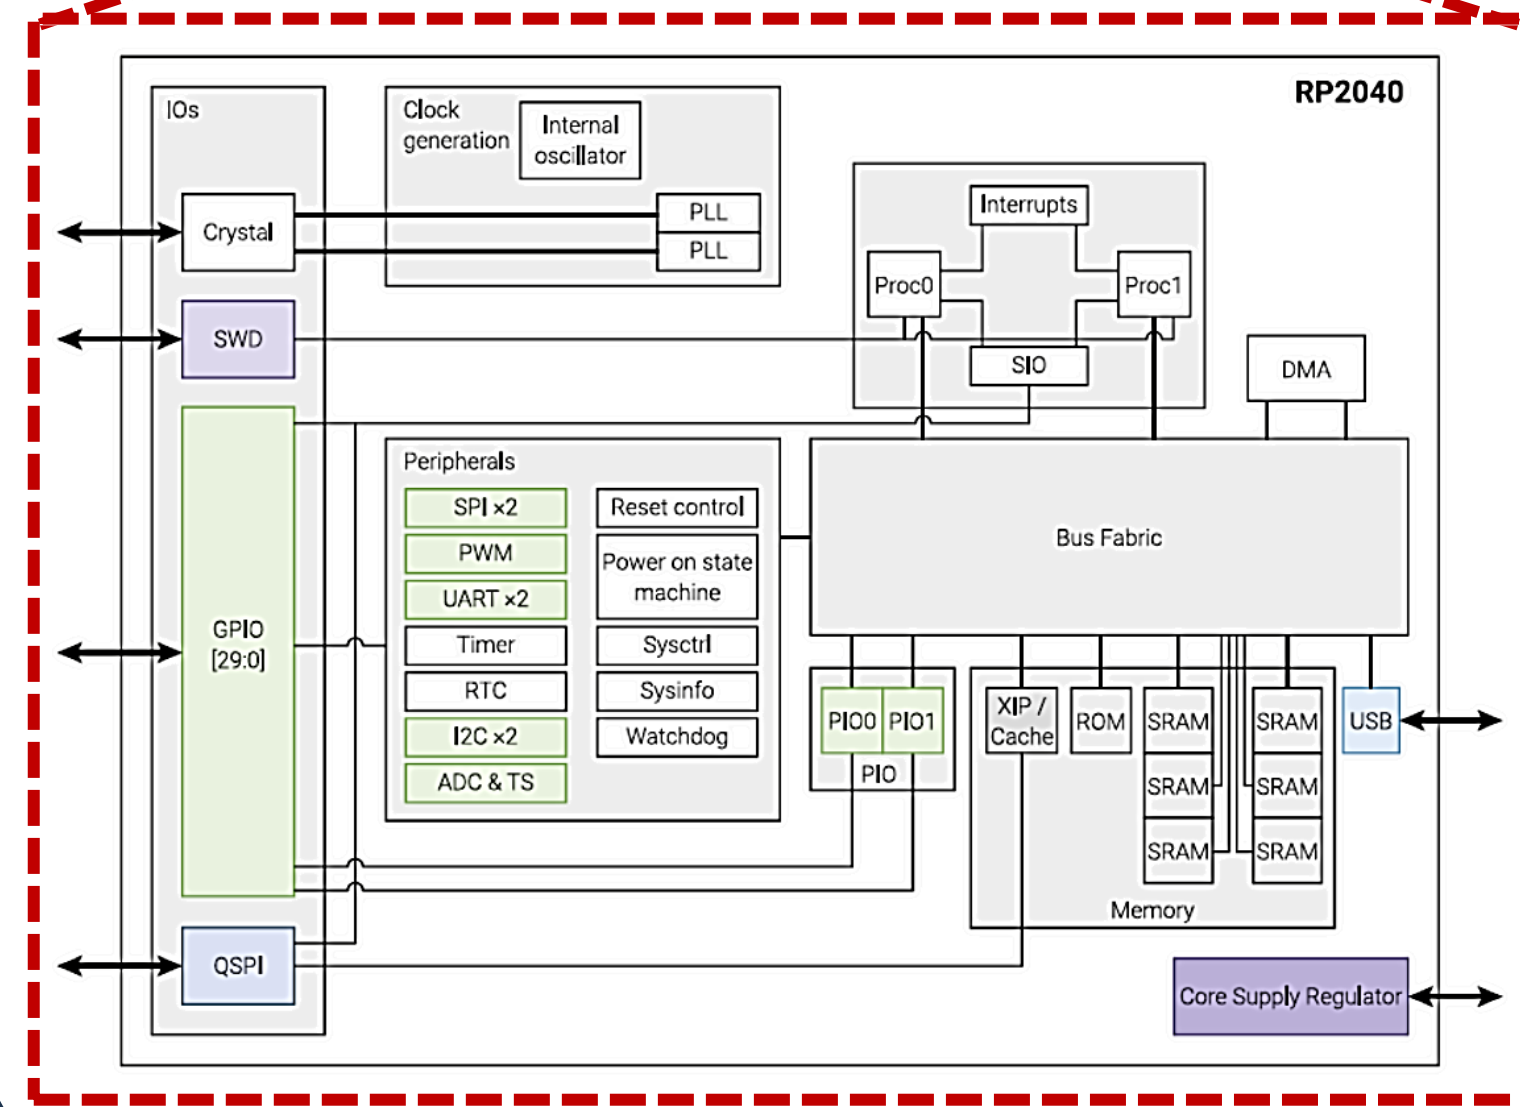 RP2040
IOs
Clock
generation
Internal
oscillator
Crystal
PLL
PLL
Interrupts
Proc0
Proc1
SWD
SIO
DMA
Peripherals
SPI ×2
PWM
UART ×2
Timer
RTC
I2C ×2
ADC & TS
Reset control
Power on state
machine
Sysctrl
Sysinfo
Watchdog
Bus Fabric
GPIO
[29:0]
PIO0
PIO1
PIO
XIP /
Cache
ROM
SRAM
SRAM
SRAM
SRAM
SRAM
SRAM
USB
Memory
QSPI
Core Supply Regulator